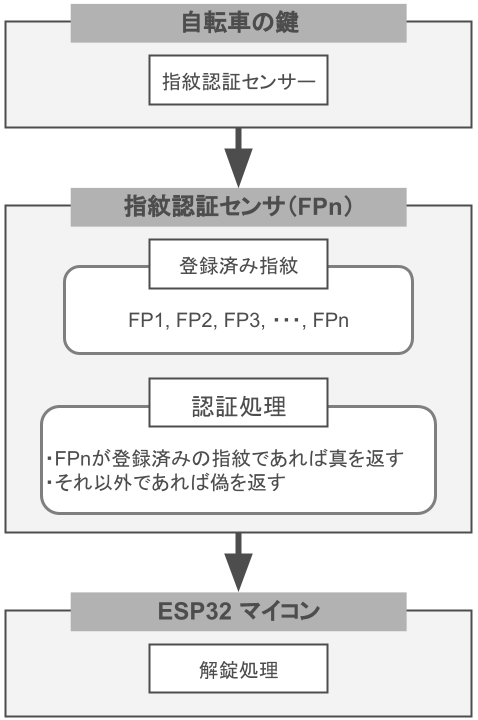 自転車の鍵
指紋認証センサー
指紋認証センサ（FPn）
登録済み指紋
FP1, FP2, FP3, ・・・, FPn
認証処理
・FPnが登録済みの指紋であれば真を返す
・それ以外であれば偽を返す
ESP32 マイコン
解錠処理